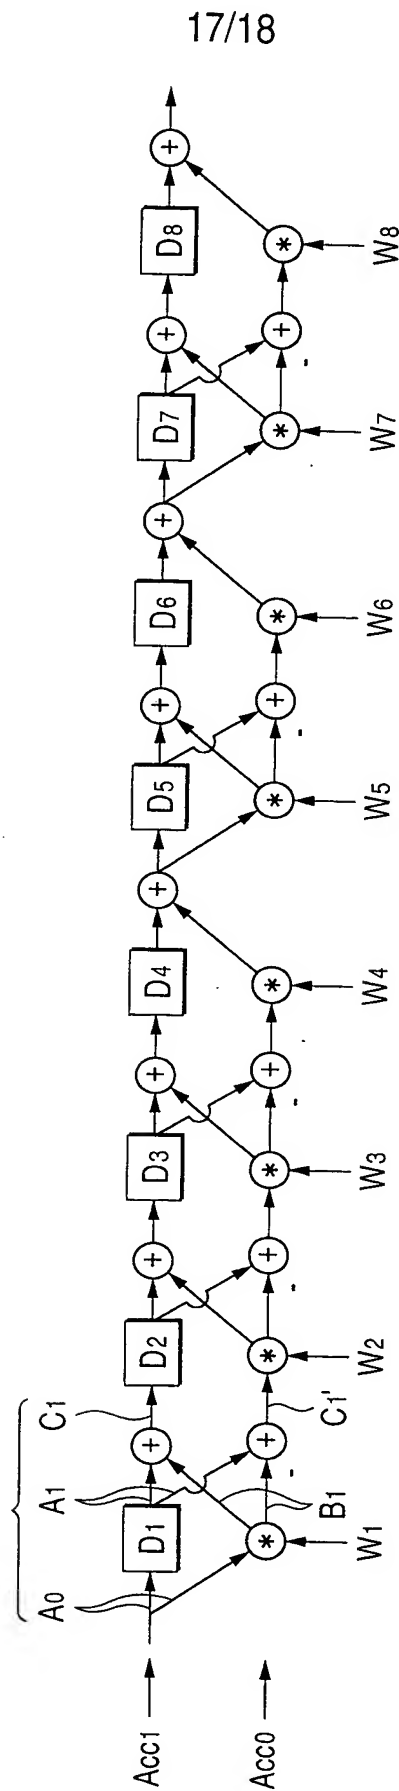 17/18
A0 A1 C1
Acc1 D1 + D2 + D3 + D4 + D5 + D6 + D7 + D8 +
Acc0 * + * + * + * * + * * + *
B1 C1'
W1 W2 W3 W4 W5 W6 W7 W8